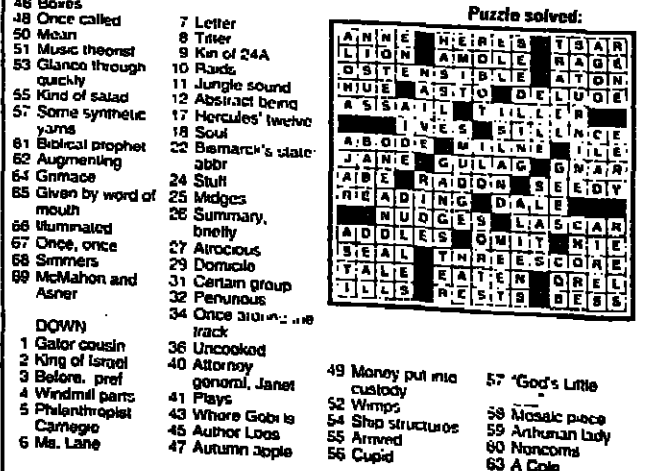 46 Boxes
48 Once called
50 Mean
51 Music theorist
53 Glance through
quickly
55 Kind of salad
57 Some synthetic
yarns
61 Biblical prophet
62 Augmenting
64 Grimace
65 Given by word of
mouth
66 Illuminated
67 Once, once
68 Simmers
69 McMahon and
Asner
DOWN
1 Gator cousin
2 King of Israel
3 Before, pref
4 Windmill parts
5 Philanthropist
Carnegie
6 Ms. Lane
7 Letter
8 Titter
9 Kin of 24A
10 Raids
11 Jungle sound
12 Abstract being
17 Hercules' twelve
18 Soul
22 Bismarck's state:
abbr
24 Stuff
25 Midges
26 Summary,
briefly
27 Atrocious
29 Domicile
31 Certain group
32 Penurious
34 Once around the
track
36 Uncooked
40 Attorney
general, Janet
41 Plays
43 Where Gobi is
45 Author Loos
47 Autumn apple
Puzzle solved:
ANNE HERES TSAR
LION AMOLE RAGE
OSTENSIBLE ATON
HUE ASTO DELUGE
ASSAIL TILLER
IVES STILNCE
ABODE MILNE ILE
JANE GULAG GNAR
ABE RADON SEEDY
READING DALE
NUDGES LASCAR
ADDLES OMIT HIE
SEAL THREESCORE
TALE EATEN OREL
ILLS RESTS DESS
49 Money put into
custody
52 Wimps
54 Ship structures
55 Arrived
56 Cupid
57 "God's Little
__"
58 Mosaic piece
59 Arthurian lady
60 Noncoms
63 A Cole